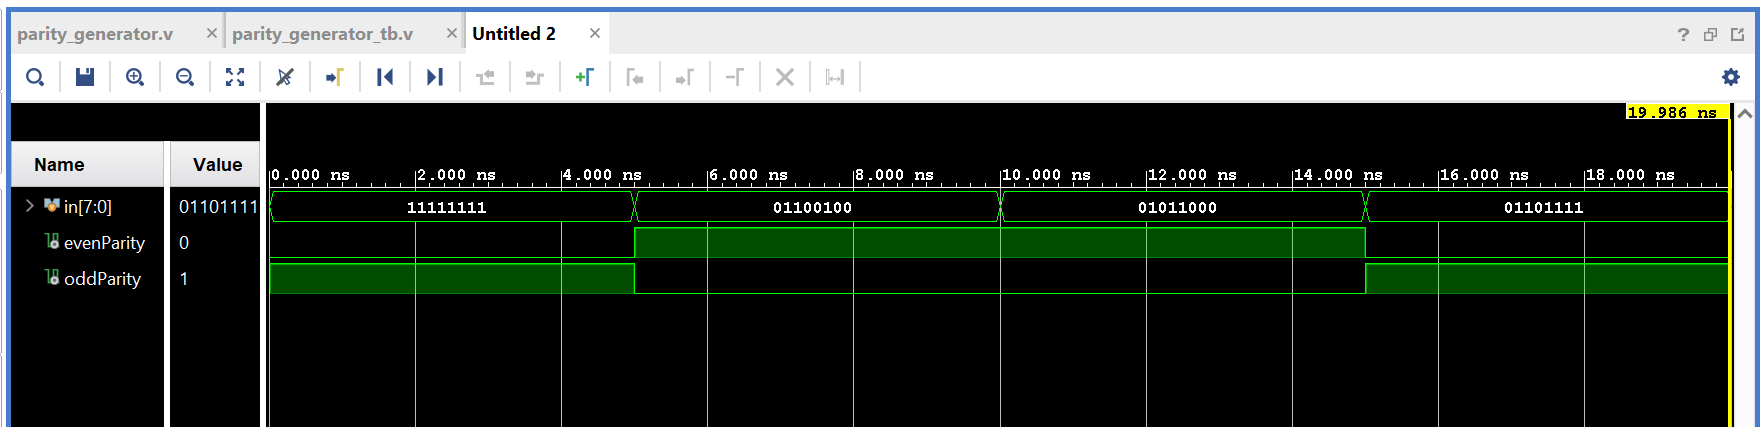 parity_generator.v × parity_generator_tb.v × Untitled 2 ×
19.986 ns
Name Value
0.000 ns 2.000 ns 4.000 ns 6.000 ns 8.000 ns 10.000 ns 12.000 ns 14.000 ns 16.000 ns 18.000 ns
in[7:0] 01101111 11111111 01100100 01011000 01101111
evenParity 0
oddParity 1